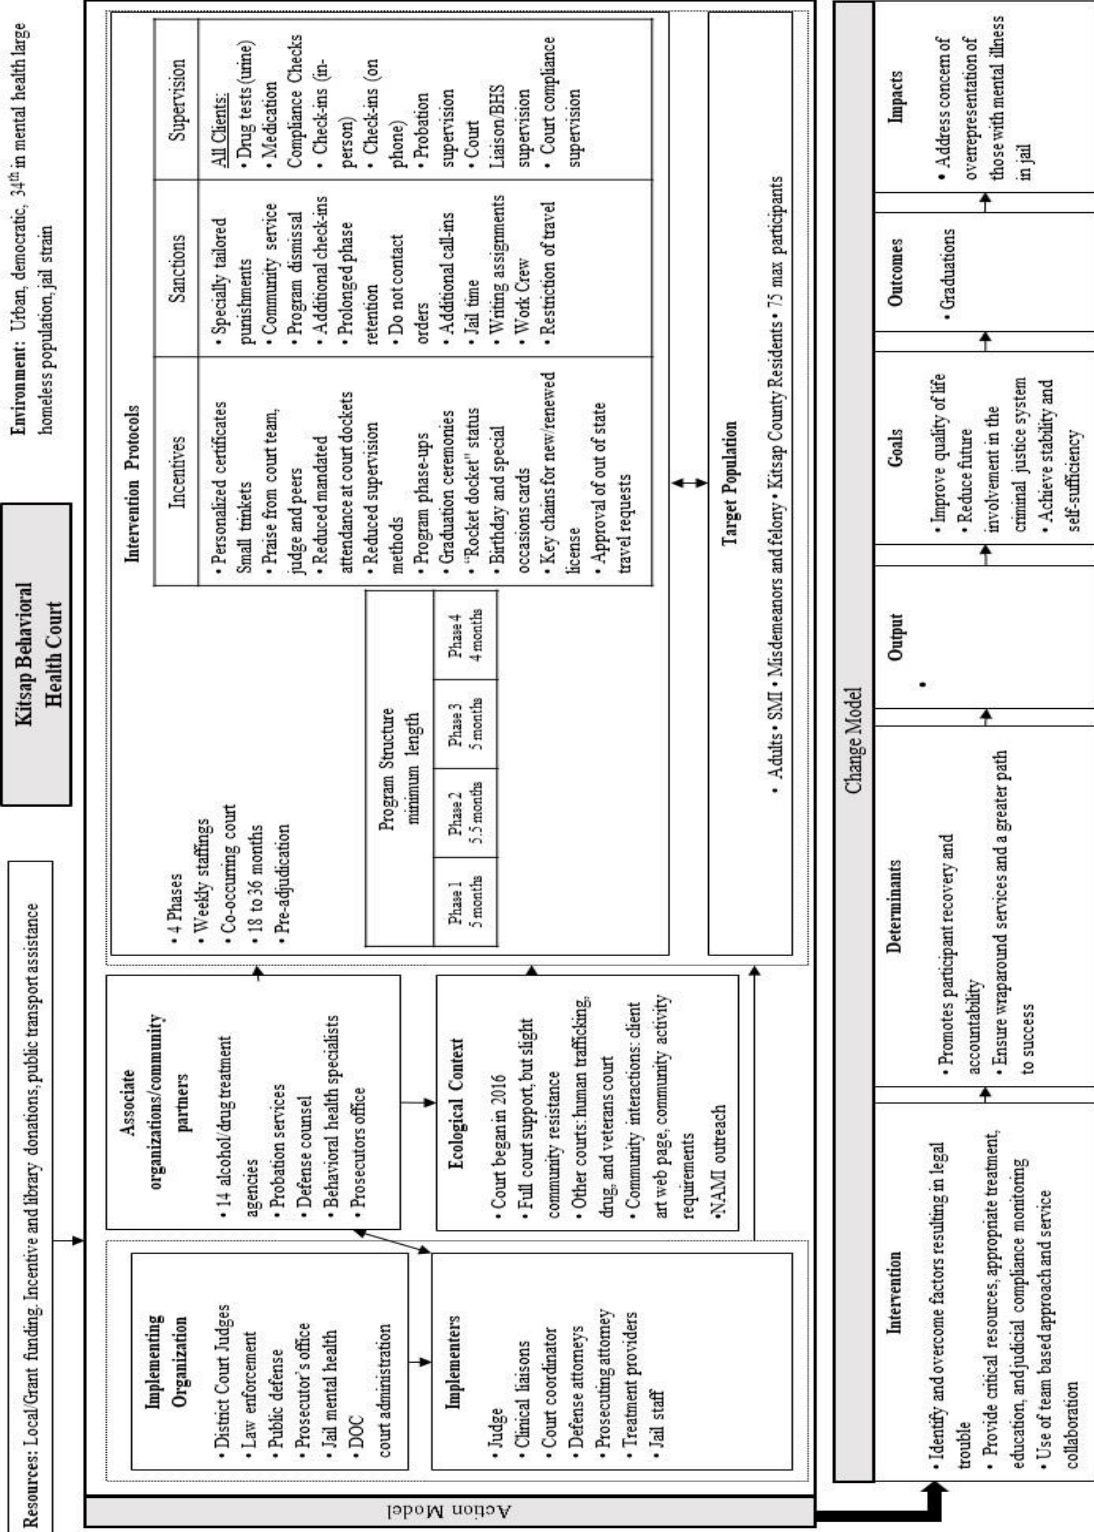 Resources: Local/Grant funding. Incentive and library donations, public transport assistance
Kitsap Behavioral
Health Court
Environment: Urban, democratic, 34th in mental health large
homeless population, jail strain
Action Model
Implementing
Organization
• District Court Judges
• Law enforcement
• Public defense
• Prosecutor's office
• Jail mental health
• DOC
court administration
Implementers
• Judge
• Clinical liaisons
• Court coordinator
• Defense attorneys
• Prosecuting attorney
• Treatment providers
• Jail staff
Associate
organizations/community
partners
• 14 alcohol/drug treatment
agencies
• Probation services
• Defense counsel
• Behavioral health specialists
• Prosecutors office
Ecological Context
• Court began in 2016
• Full court support, but slight
community resistance
• Other courts: human trafficking,
drug, and veterans court
• Community interactions: client
art web page, community activity
requirements
•NAMI outreach
Intervention Protocols
• 4 Phases
• Weekly staffings
• Co-occurring court
• 18 to 36 months
• Pre-adjudication
Program Structure
minimum length
Phase 1
5 months
Phase 2
5.5 months
Phase 3
5 months
Phase 4
4 months
Incentives
• Personalized certificates
Small trinkets
• Praise from court team,
judge and peers
• Reduced mandated
attendance at court dockets
• Reduced supervision
methods
• Program phase-ups
• Graduation ceremonies
• "Rocket docket" status
• Birthday and special
occasions cards
• Key chains for new/renewed
license
• Approval of out of state
travel requests
Sanctions
• Specially tailored
punishments
• Community service
• Program dismissal
• Additional check-ins
• Prolonged phase
retention
• Do not contact
orders
• Additional call-ins
• Jail time
• Writing assignments
• Work Crew
• Restriction of travel
Supervision
All Clients:
• Drug tests (urine)
• Medication
Compliance Checks
• Check-ins (in-
person)
• Check-ins (on
phone)
• Probation
supervision
• Court
Liaison/BHS
supervision
• Court compliance
supervision
Target Population
• Adults • SMI • Misdemeanors and felony • Kitsap County Residents • 75 max participants
Change Model
Intervention
• Identify and overcome factors resulting in legal
trouble
• Provide critical resources, appropriate treatment,
education, and judicial compliance monitoring
• Use of team based approach and service
collaboration
Determinants
• Promotes participant recovery and
accountability
• Ensure wraparound services and a greater path
to success
Output
•
Goals
• Improve quality of life
• Reduce future
involvement in the
criminal justice system
• Achieve stability and
self-sufficiency
Outcomes
• Graduations
Impacts
• Address concern of
overrepresentation of
those with mental illness
in jail